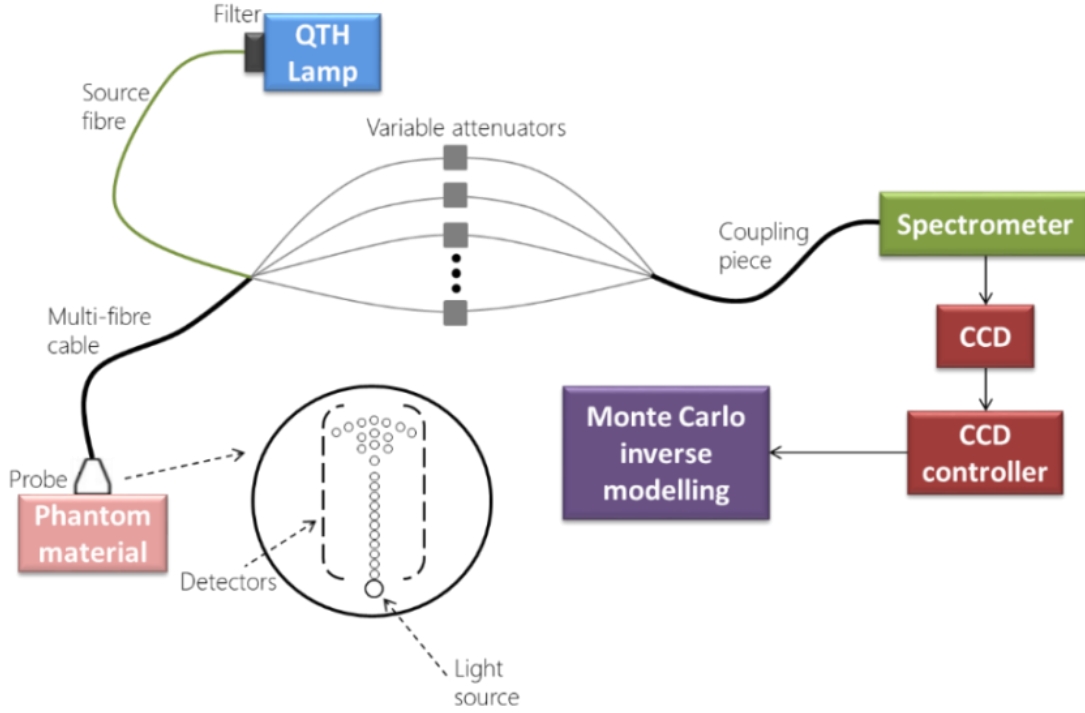 Filter
QTH
Lamp
Source
fibre
Variable attenuators
Spectrometer
Coupling
piece
Multi-fibre
cable
CCD
Monte Carlo
inverse
modelling
CCD
controller
Probe
Phantom
material
Detectors
Light
source